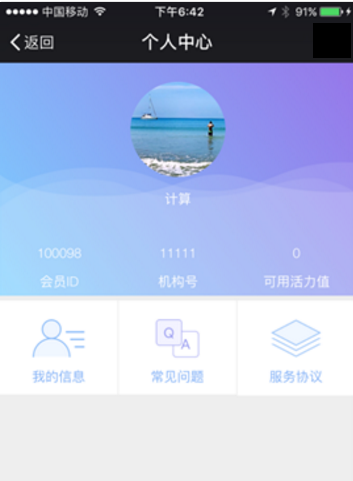 中国移动 下午6:42 91%
返回 个人中心
计算
100098 11111 0
会员ID 机构号 可用活力值
Q
A
我的信息 常见问题 服务协议